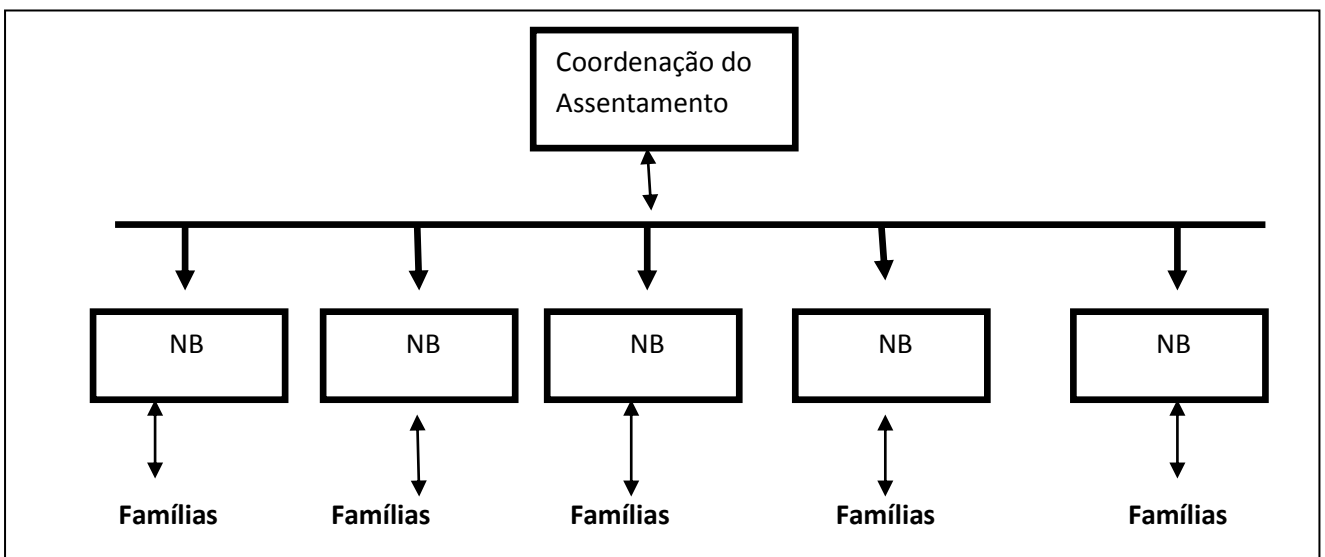 Coordenação do
Assentamento
NB NB NB NB NB
Famílias Famílias Famílias Famílias Famílias